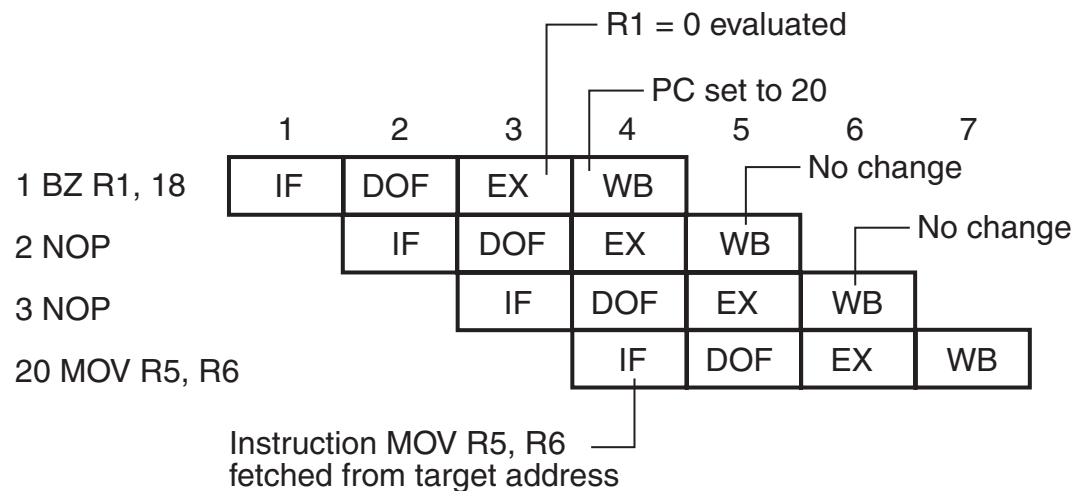 R1 = 0 evaluated
PC set to 20
1 2 3 4 5 6 7
No change
1 BZ R1, 18 IF DOF EX WB
No change
2 NOP IF DOF EX WB
3 NOP IF DOF EX WB
20 MOV R5, R6 IF DOF EX WB
Instruction MOV R5, R6
fetched from target address